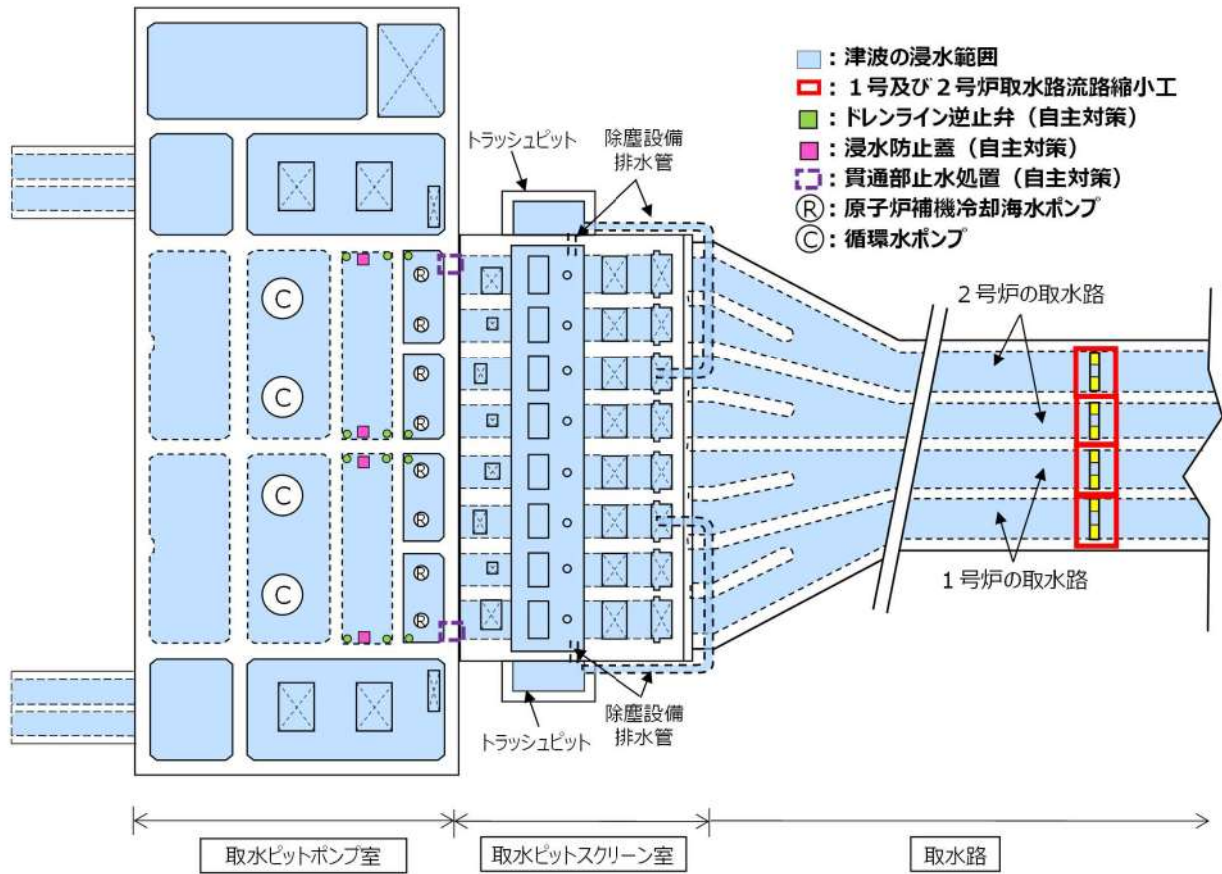 ：津波の浸水範囲
：１号及び２号炉取水路流路縮小工
：ドレンライン逆止弁（自主対策）
：浸水防止蓋（自主対策）
：貫通部止水処置（自主対策）
Ⓡ：原子炉補機冷却海水ポンプ
Ⓒ：循環水ポンプ
トラッシュピット
除塵設備
排水管
C
C
C
C
R
R
R
R
R
R
R
R
２号炉の取水路
１号炉の取水路
除塵設備
排水管
トラッシュピット
取水ピットポンプ室
取水ピットスクリーン室
取水路